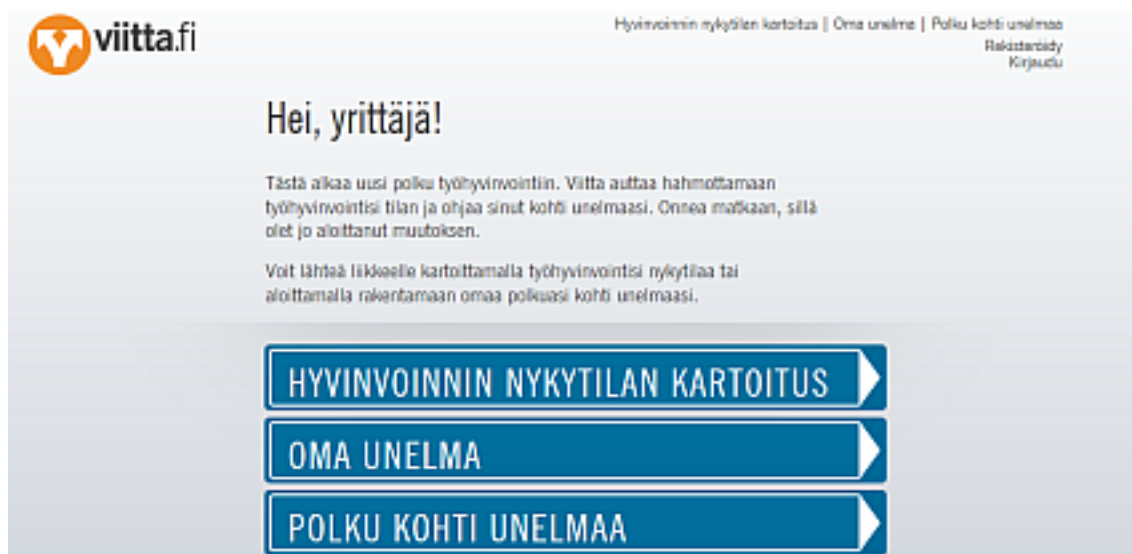 viitta.fi
Hyvinvoinnin nykytilan kartoitus | Oma unelma | Polku kohti unelmaa
Rekisteröidy
Kirjaudu
Hei, yrittäjä!
Tästä alkaa uusi polku työhyvinvointiin. Viitta auttaa hahmottamaan
työhyvinvointisi tilan ja ohjaa sinut kohti unelmaasi. Onnea matkaan, sillä
olet jo aloittanut muutoksen.
Voit lähteä liikkeelle kartoittamalla työhyvinvointisi nykytilaa tai
aloittamalla rakentamaan omaa polkuasi kohti unelmaasi.
HYVINVOINNIN NYKYTILAN KARTOITUS
OMA UNELMA
POLKU KOHTI UNELMAA